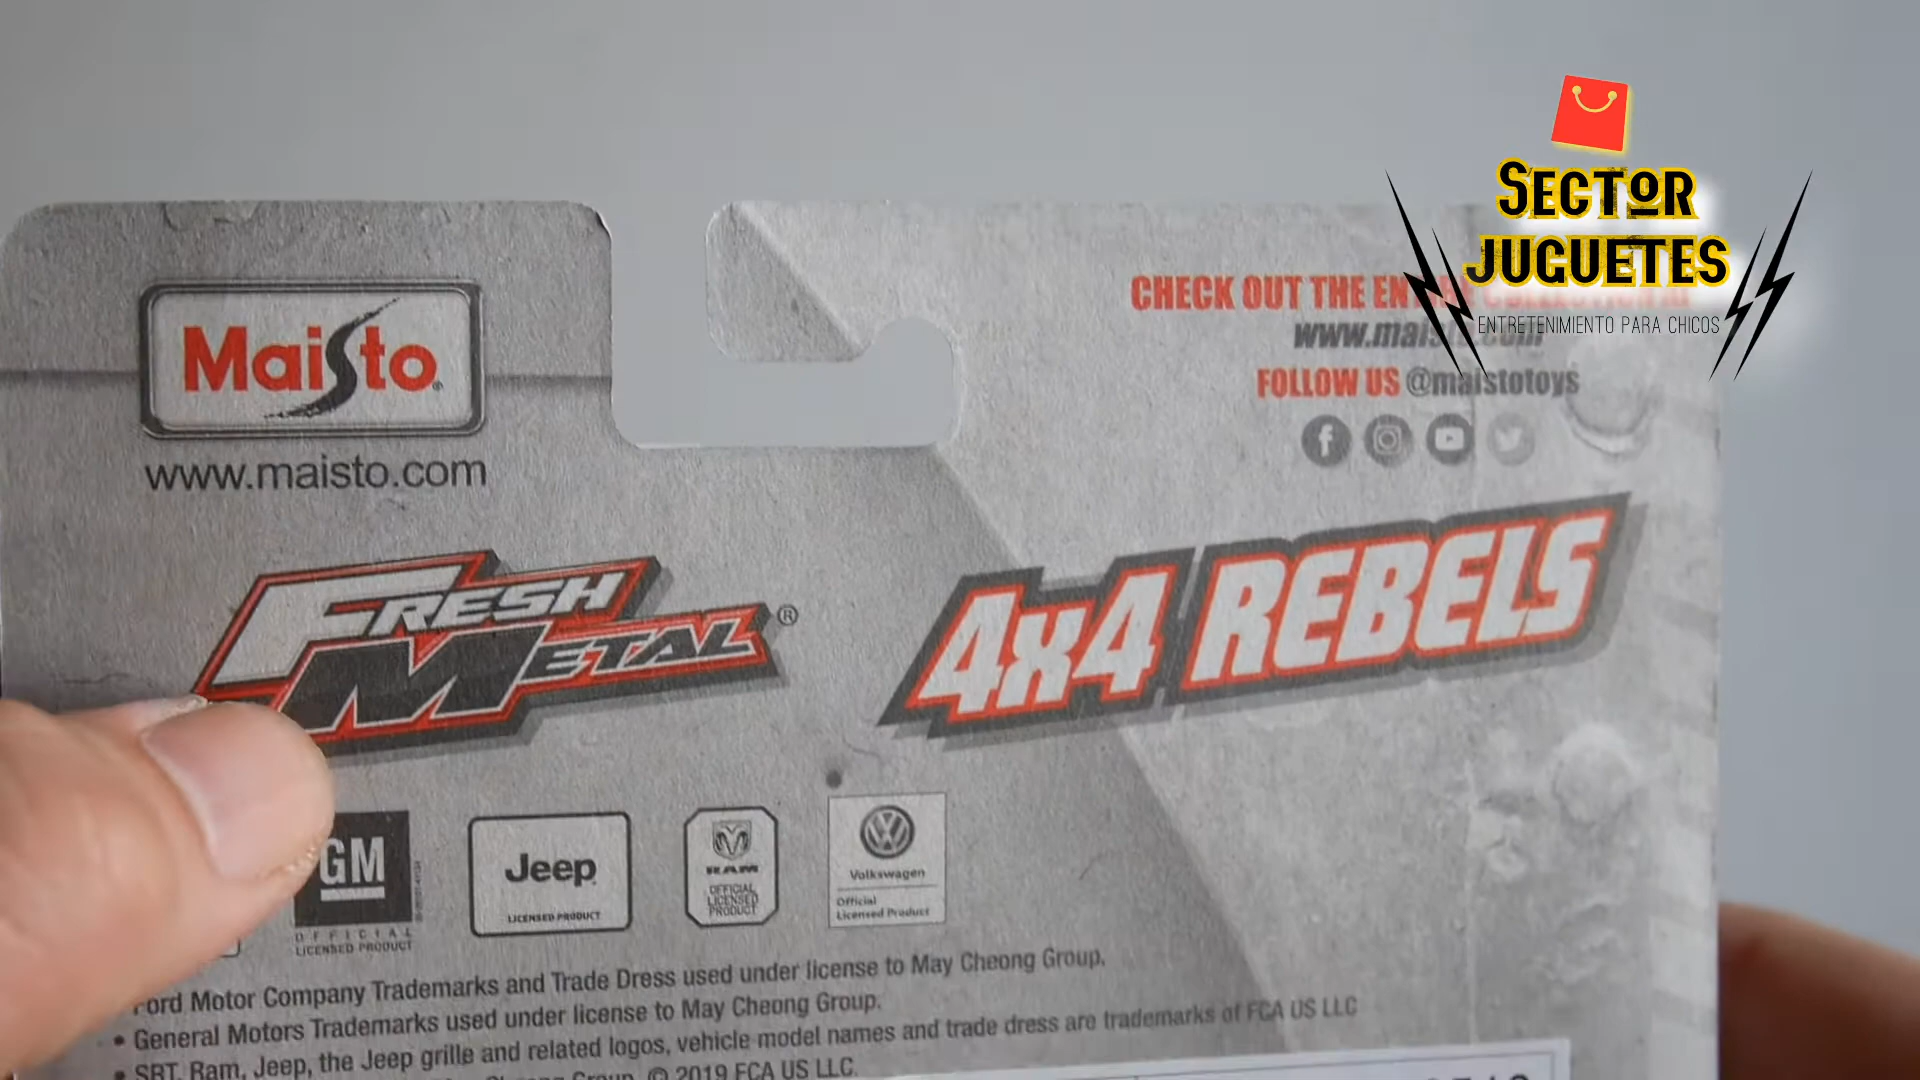 SECTOR
JUGUETES
ENTRETENIMIENTO PARA CHICOS
Maisto
www.maisto.com
CHECK OUT THE
www.mais
FOLLOW US @maistotoys
FRESH
METAL®
4x4 REBELS
GM
OFFICIAL
LICENSED PRODUCT
Jeep
LICENSED PRODUCT
RAM
OFFICIAL
LICENSED
PRODUCT
Volkswagen
Official
Licensed Product
Ford Motor Company Trademarks and Trade Dress used under license to May Cheong Group.
• General Motors Trademarks used under license to May Cheong Group.
• SRT, Ram, Jeep, the Jeep grille and related logos, vehicle model names and trade dress are trademarks of FCA US LLC
Group. © 2019 FCA US LLC.